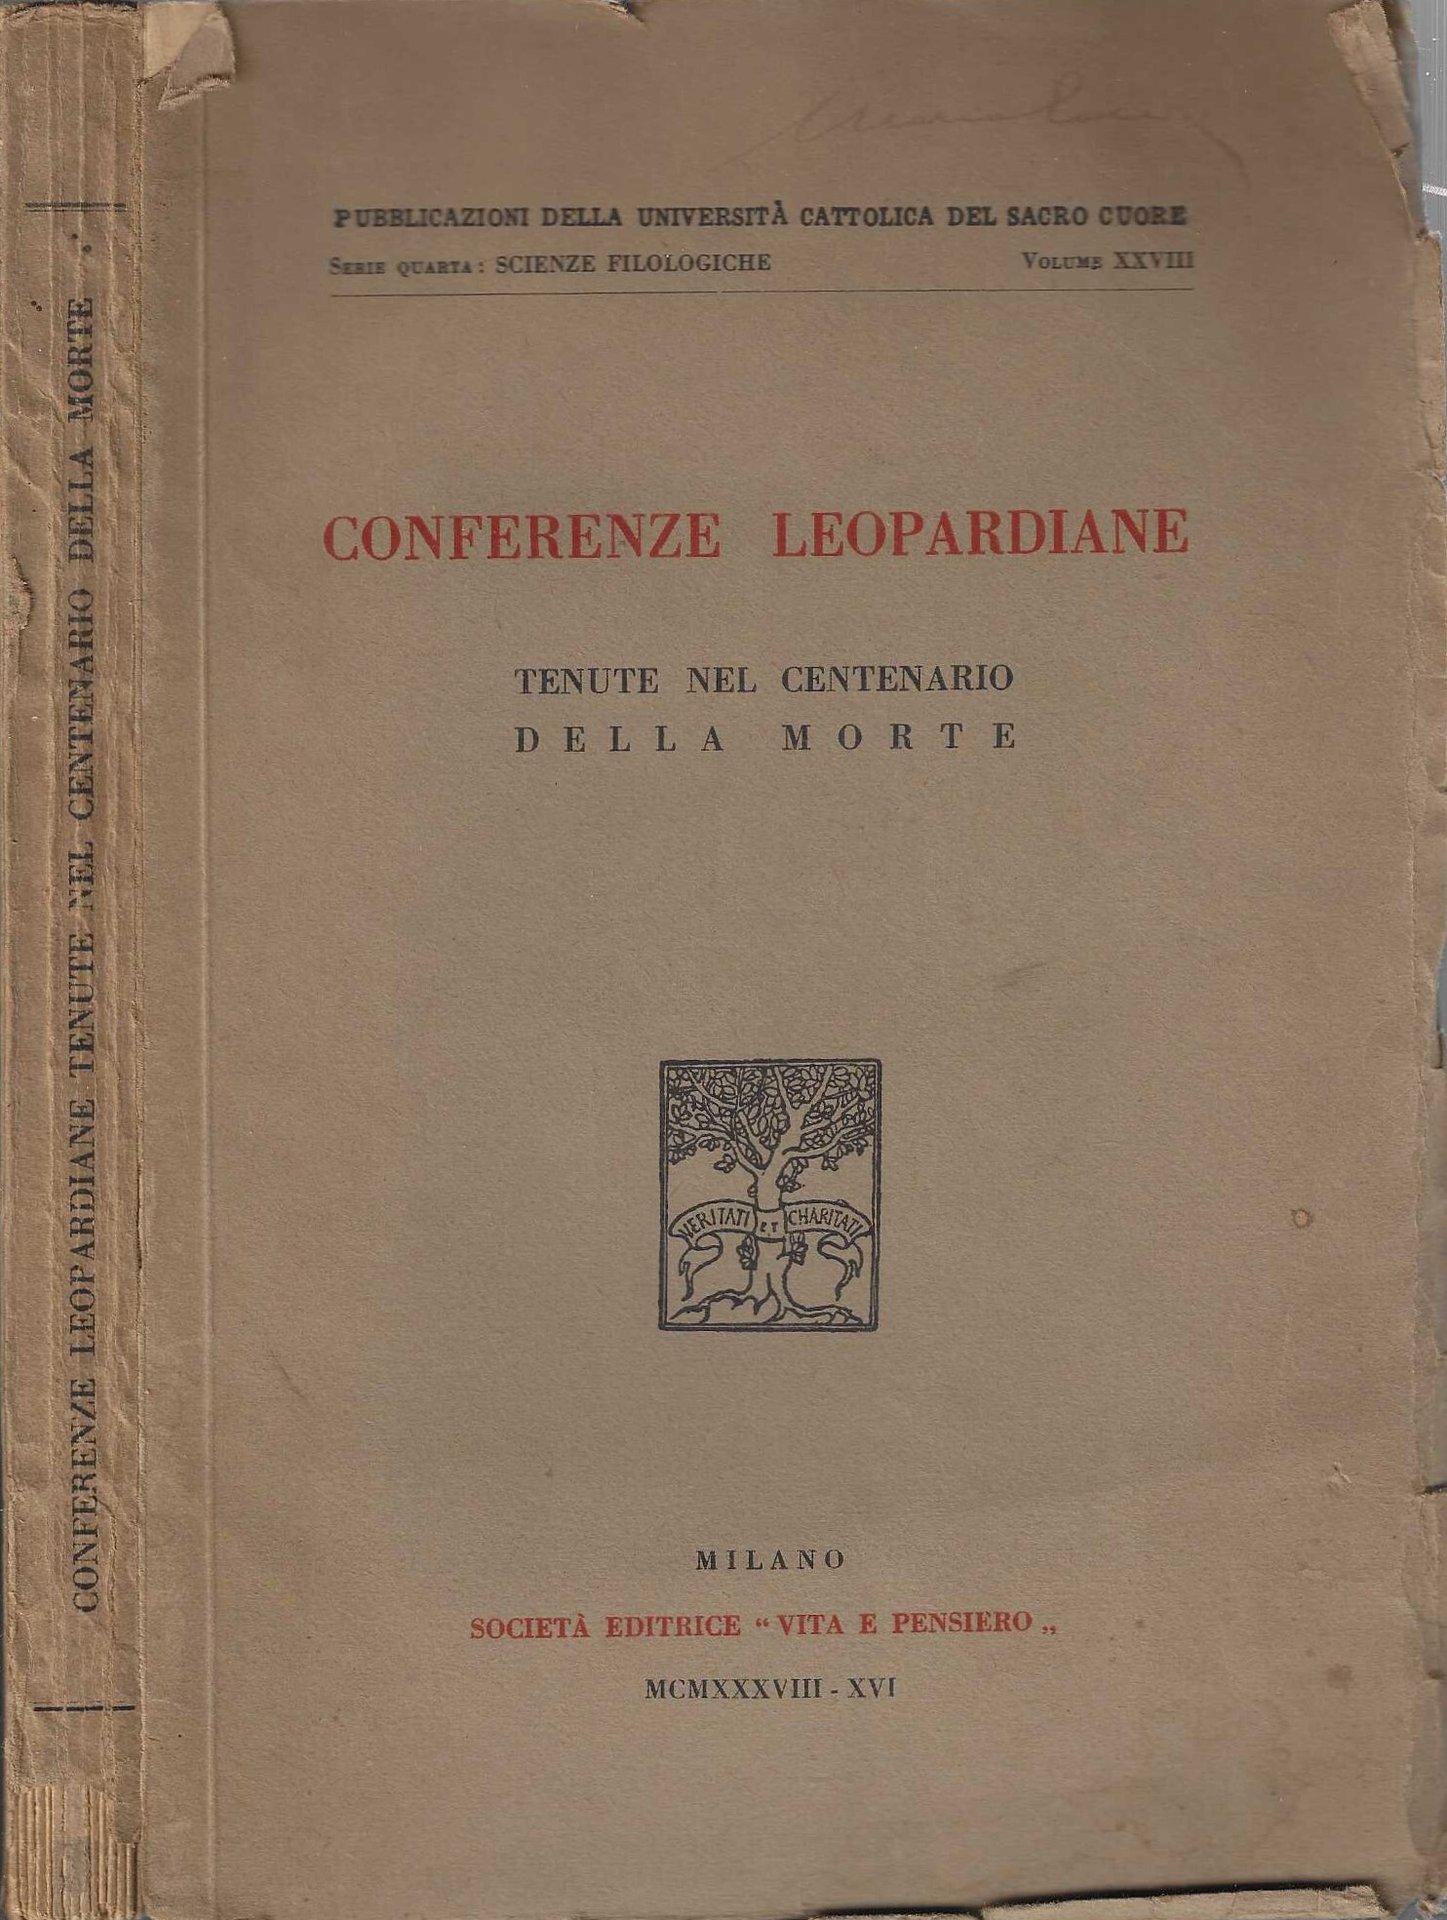 PUBBLICAZIONI DELLA UNIVERSITÀ CATTOLICA DEL SACRO CUORE
SERIE QUARTA: SCIENZE FILOLOGICHE VOLUME XXVIII
CONFERENZE LEOPARDIANE
TENUTE NEL CENTENARIO
DELLA MORTE
VERITATI ET CHARITATI
MILANO
SOCIETÀ EDITRICE “VITA E PENSIERO„
MCMXXXVIII - XVI
CONFERENZE LEOPARDIANE TENUTE NEL CENTENARIO DELLA MORTE